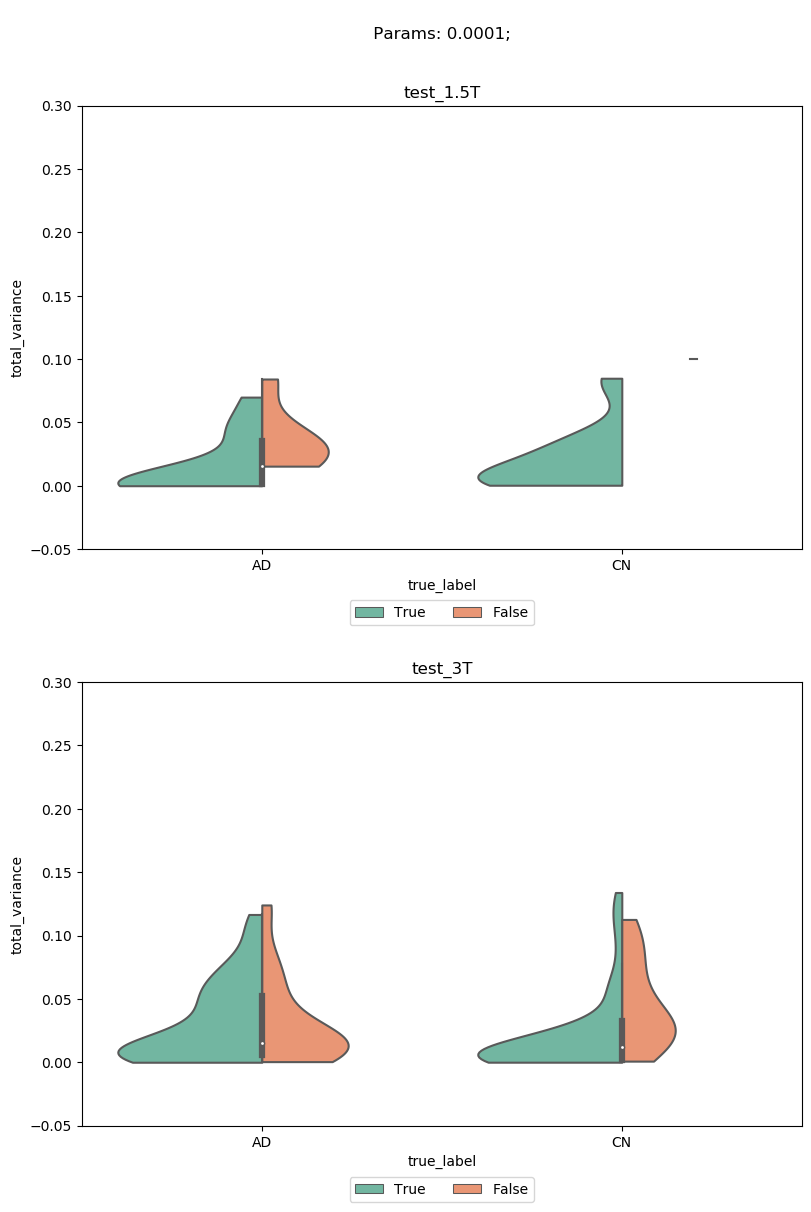 Params: 0.0001;
test_1.5T
0.30
0.25
0.20
0.15
0.10
0.05
0.00
−0.05
total_variance
AD CN
true_label
True False
test_3T
0.30
0.25
0.20
0.15
0.10
0.05
0.00
−0.05
total_variance
AD CN
true_label
True False